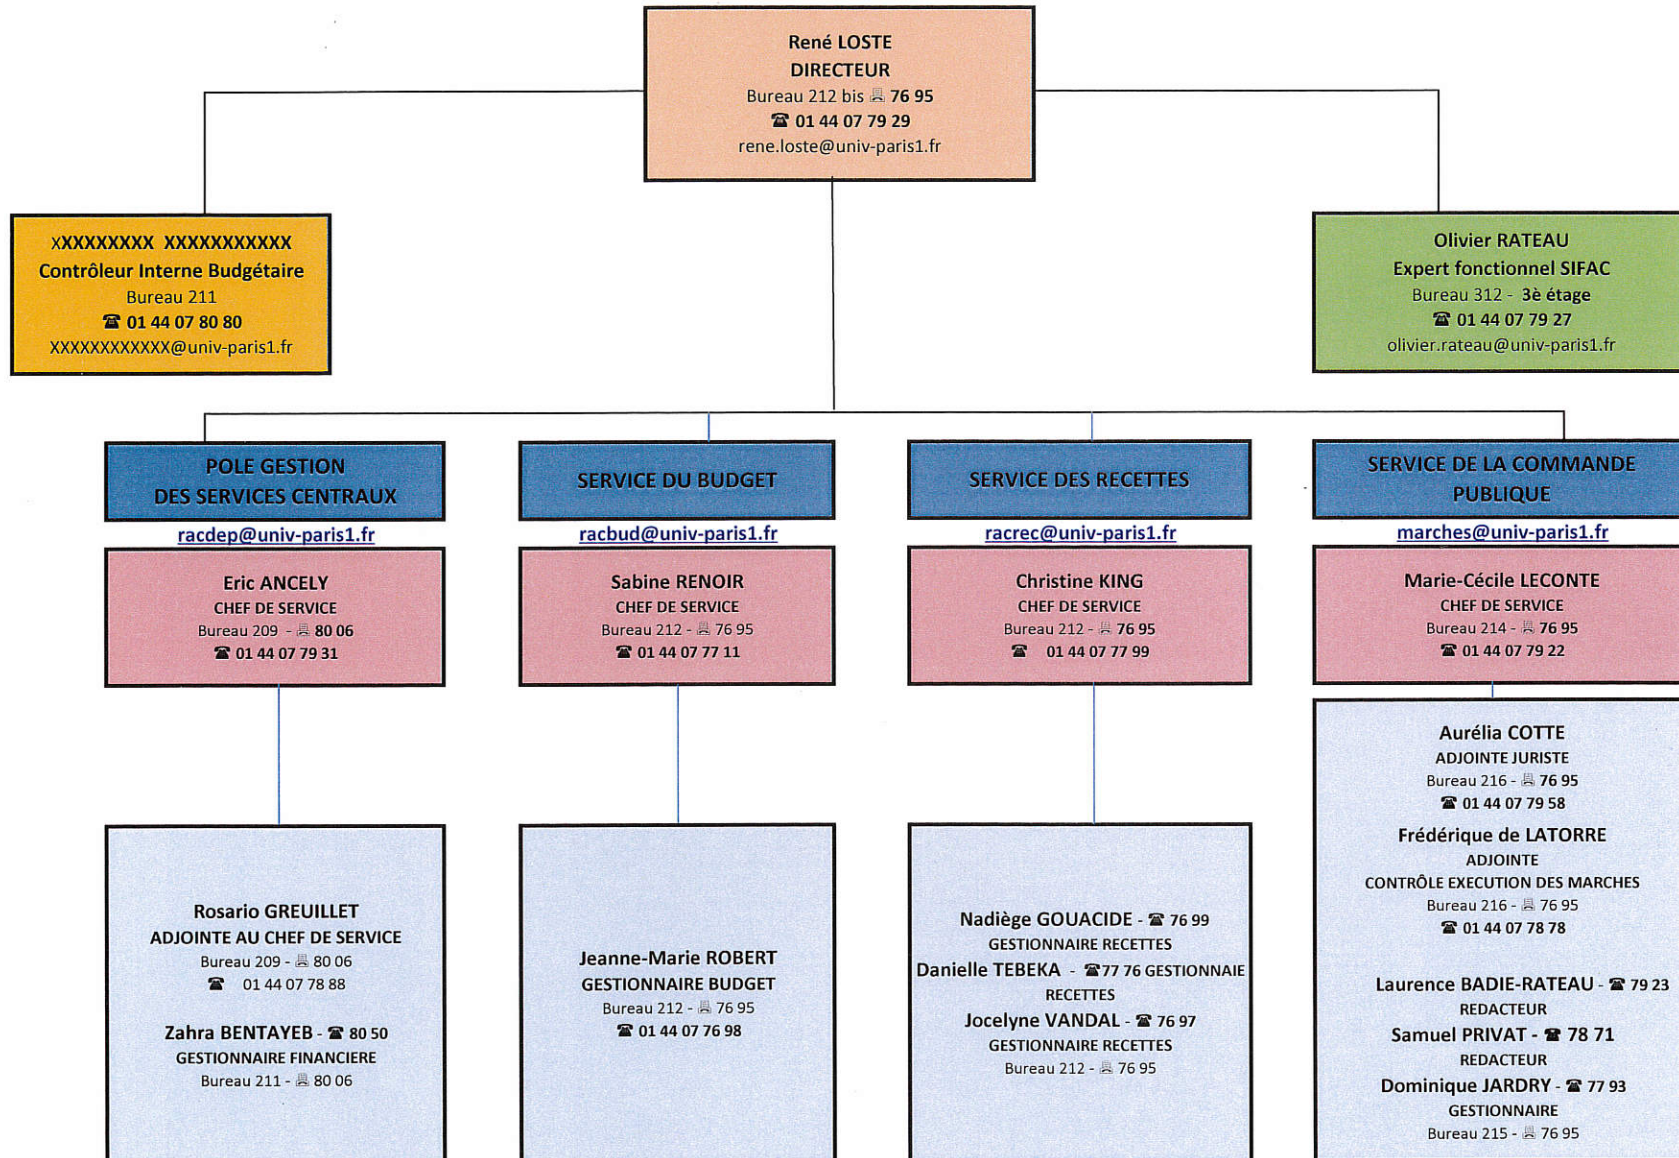 René LOSTE
DIRECTEUR
Bureau 212 bis 🖷 76 95
☎ 01 44 07 79 29
rene.loste@univ-paris1.fr
XXXXXXXXX XXXXXXXXXXX
Contrôleur Interne Budgétaire
Bureau 211
☎ 01 44 07 80 80
XXXXXXXXXXXX@univ-paris1.fr
Olivier RATEAU
Expert fonctionnel SIFAC
Bureau 312 - 3è étage
☎ 01 44 07 79 27
olivier.rateau@univ-paris1.fr
POLE GESTION
DES SERVICES CENTRAUX
racdep@univ-paris1.fr
Eric ANCELY
CHEF DE SERVICE
Bureau 209 - 🖷 80 06
☎ 01 44 07 79 31
Rosario GREUILLET
ADJOINTE AU CHEF DE SERVICE
Bureau 209 - 🖷 80 06
☎ 01 44 07 78 88
Zahra BENTAYEB - ☎ 80 50
GESTIONNAIRE FINANCIERE
Bureau 211 - 🖷 80 06
SERVICE DU BUDGET
racbud@univ-paris1.fr
Sabine RENOIR
CHEF DE SERVICE
Bureau 212 - 🖷 76 95
☎ 01 44 07 77 11
Jeanne-Marie ROBERT
GESTIONNAIRE BUDGET
Bureau 212 - 🖷 76 95
☎ 01 44 07 76 98
SERVICE DES RECETTES
racrec@univ-paris1.fr
Christine KING
CHEF DE SERVICE
Bureau 212 - 🖷 76 95
☎ 01 44 07 77 99
Nadiège GOUACIDE - ☎ 76 99
GESTIONNAIRE RECETTES
Danielle TEBEKA - ☎77 76 GESTIONNAIE
RECETTES
Jocelyne VANDAL - ☎ 76 97
GESTIONNAIRE RECETTES
Bureau 212 - 🖷 76 95
SERVICE DE LA COMMANDE
PUBLIQUE
marches@univ-paris1.fr
Marie-Cécile LECONTE
CHEF DE SERVICE
Bureau 214 - 🖷 76 95
☎ 01 44 07 79 22
Aurélia COTTE
ADJOINTE JURISTE
Bureau 216 - 🖷 76 95
☎ 01 44 07 79 58
Frédérique de LATORRE
ADJOINTE
CONTRÔLE EXECUTION DES MARCHES
Bureau 216 - 🖷 76 95
☎ 01 44 07 78 78
Laurence BADIE-RATEAU - ☎ 79 23
REDACTEUR
Samuel PRIVAT - ☎ 78 71
REDACTEUR
Dominique JARDRY - ☎ 77 93
GESTIONNAIRE
Bureau 215 - 🖷 76 95